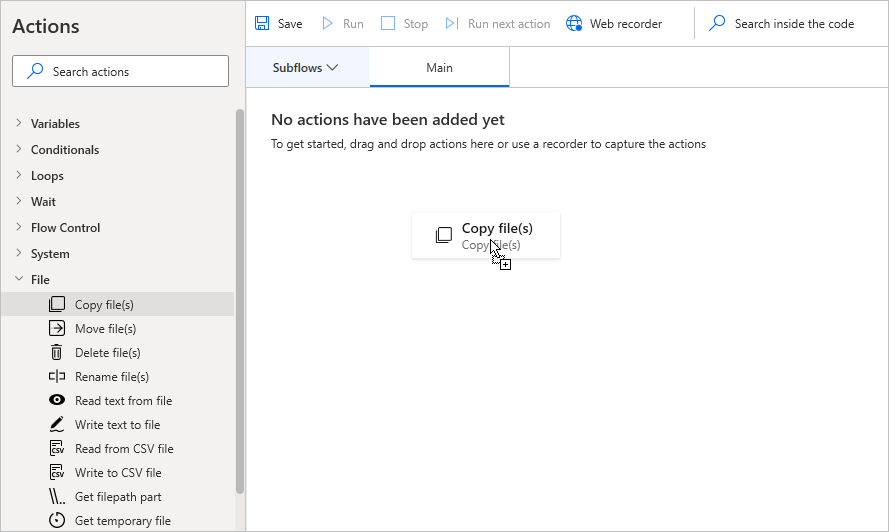 Actions
Search actions
Variables
Conditionals
Loops
Wait
Flow Control
System
File
Copy file(s)
Move file(s)
Delete file(s)
Rename file(s)
Read text from file
Write text to file
Read from CSV file
Write to CSV file
Get filepath part
Get temporary file
Save Run Stop Run next action Web recorder Search inside the code
Subflows Main
No actions have been added yet
To get started, drag and drop actions here or use a recorder to capture the actions
Copy file(s)
Copy file(s)